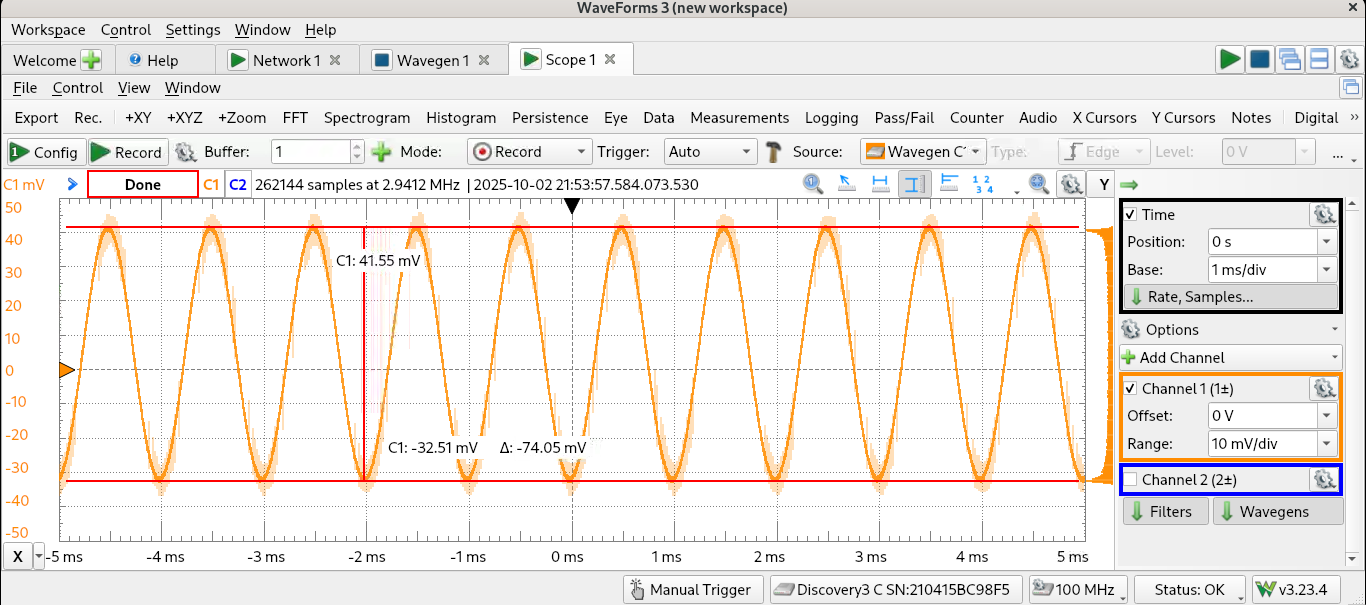 WaveForms 3 (new workspace)
Workspace Control Settings Window Help
Welcome Help Network 1 Wavegen 1 Scope 1
File Control View Window
Export Rec. +XY +XYZ +Zoom FFT Spectrogram Histogram Persistence Eye Data Measurements Logging Pass/Fail Counter Audio X Cursors Y Cursors Notes Digital »
1 Config Record Buffer: 1 Mode: Record Trigger: Auto Source: Wavegen C Type: Edge Level: 0 V ...
C1 mV Done C1 C2 262144 samples at 2.9412 MHz | 2025-10-02 21:53:57.584.073.530 1 2 3 4 Y
50
40
30
20
10
0
-10
-20
-30
-40
-50
C1: 41.55 mV
C1: -32.51 mV Δ: -74.05 mV
X -5 ms -4 ms -3 ms -2 ms -1 ms 0 ms 1 ms 2 ms 3 ms 4 ms 5 ms
Time
Position: 0 s
Base: 1 ms/div
Rate, Samples...
Options
Add Channel
Channel 1 (1±)
Offset: 0 V
Range: 10 mV/div
Channel 2 (2±)
Filters Wavegens
Manual Trigger Discovery3 C SN:210415BC98F5 100 MHz Status: OK v3.23.4